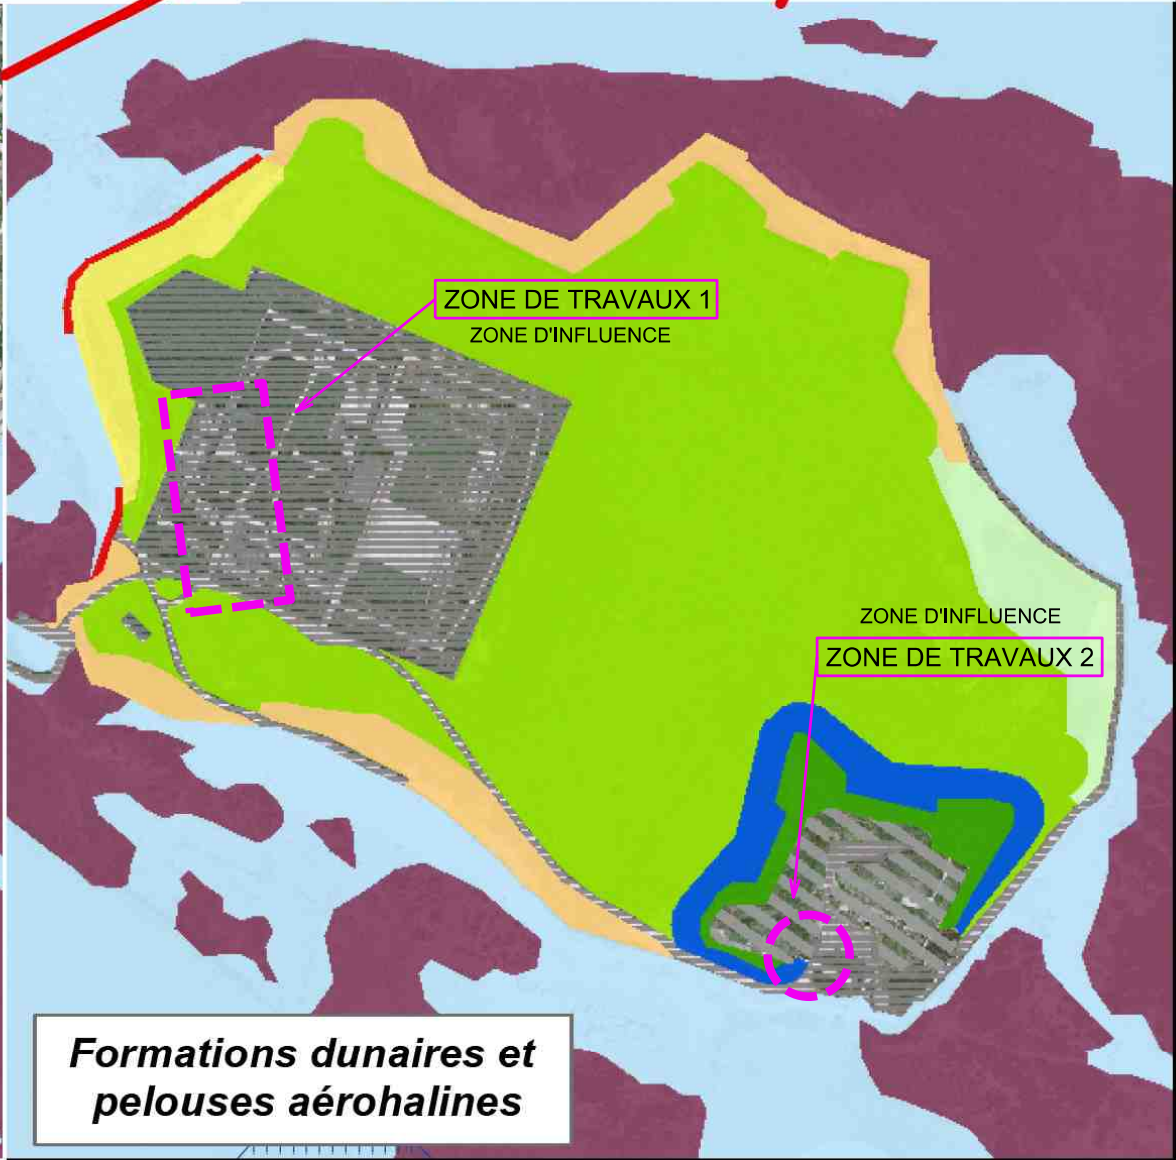 ZONE DE TRAVAUX 1
ZONE D'INFLUENCE
ZONE D'INFLUENCE
ZONE DE TRAVAUX 2
Formations dunaires et
pelouses aérohalines